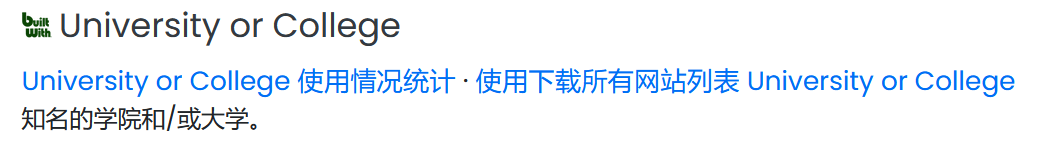 built With University or College
University or College 使用情况统计 · 使用下载所有网站列表 University or College
知名的学院和/或大学。